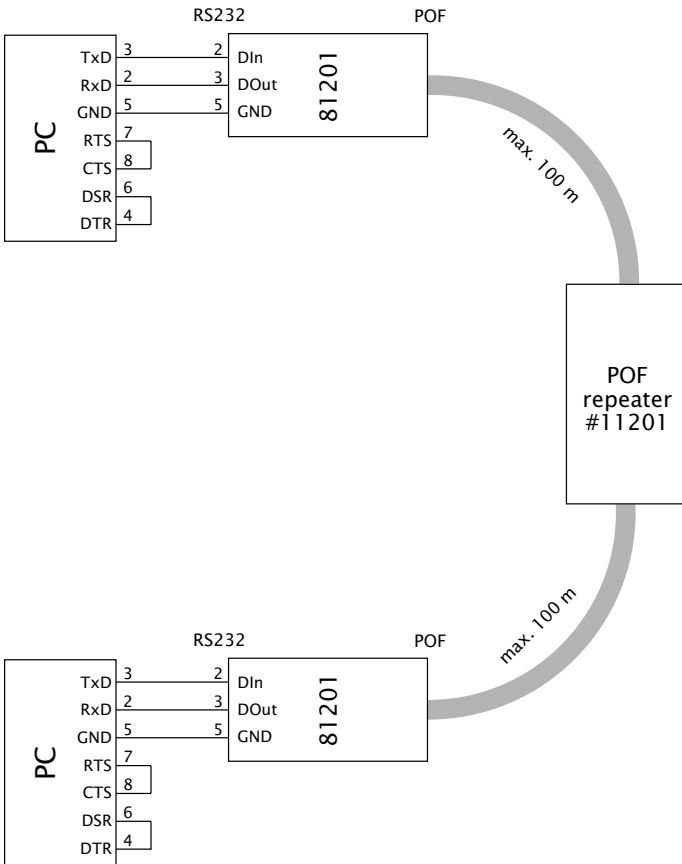 RS232 POF
PC
TxD 3 2 DIn
RxD 2 3 DOut
GND 5 5 GND
RTS 7
CTS 8
DSR 6
DTR 4
81201
max. 100 m
POF
repeater
#11201
max. 100 m
RS232 POF
PC
TxD 3 2 DIn
RxD 2 3 DOut
GND 5 5 GND
RTS 7
CTS 8
DSR 6
DTR 4
81201